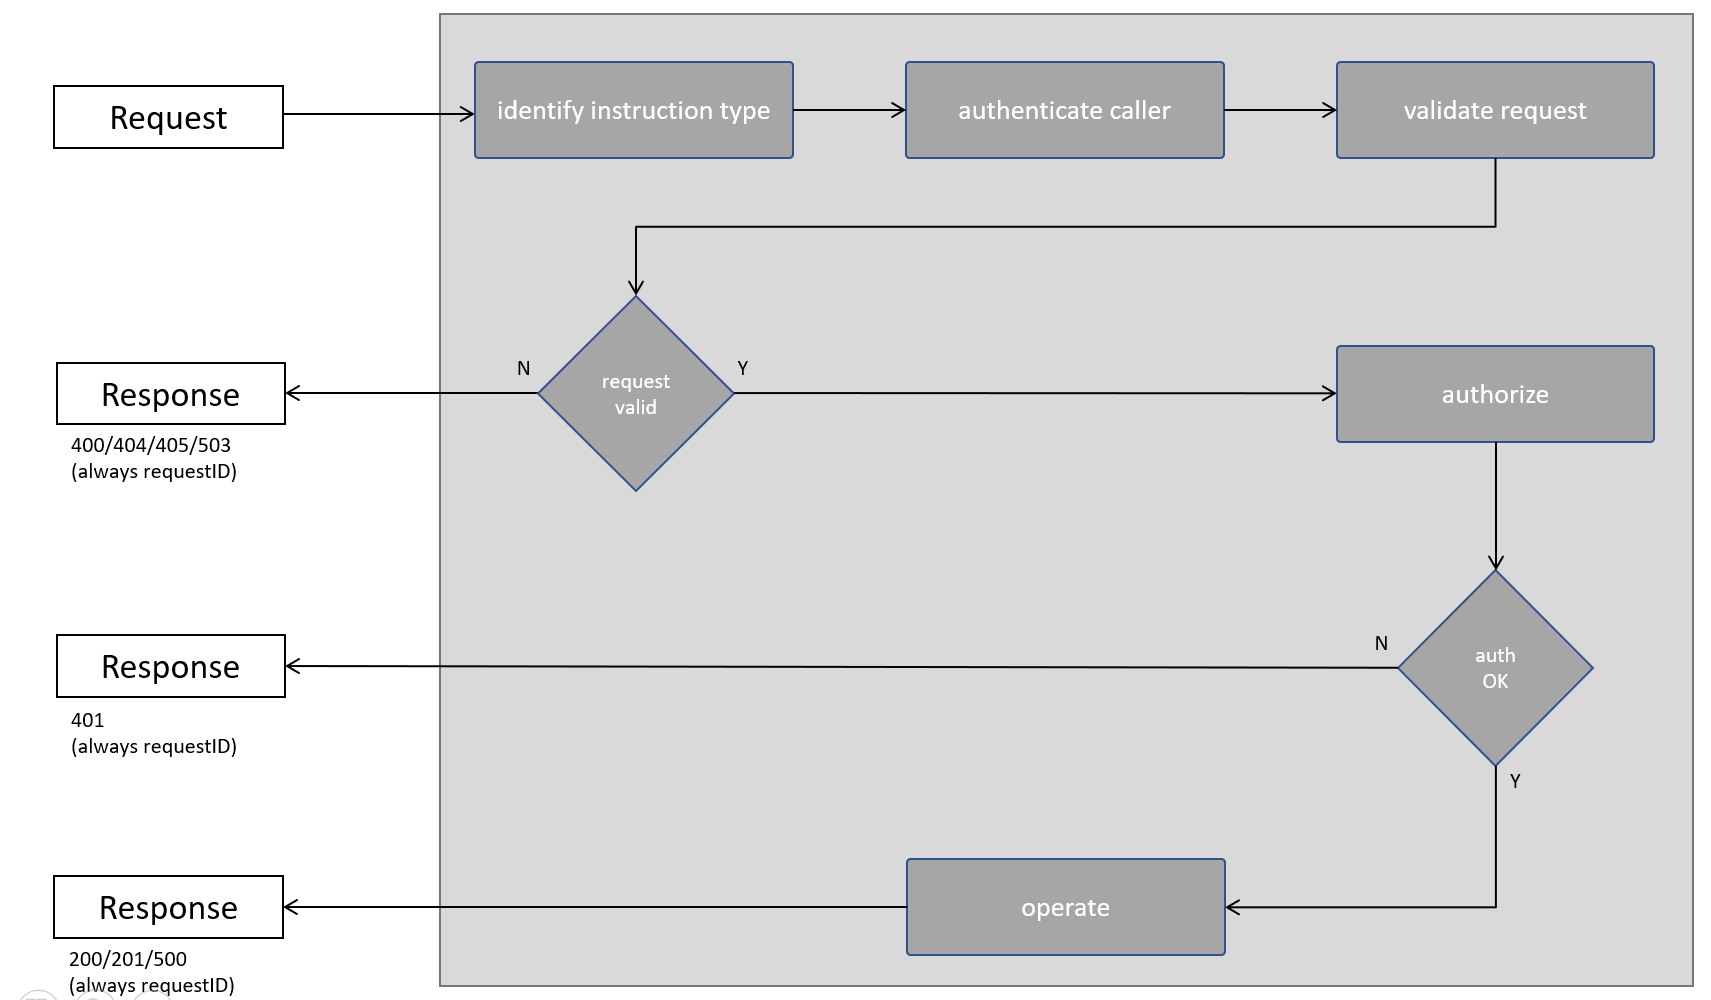 Request
identify instruction type
authenticate caller
validate request
N
request
valid
Y
authorize
Response
400/404/405/503
(always requestID)
N
auth
OK
Response
401
(always requestID)
Y
operate
Response
200/201/500
(always requestID)